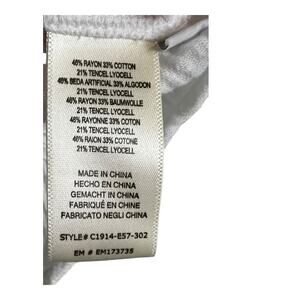 46% RAYON 33% COTTON
21% TENCEL LYOCELL
46% SEDA ARTIFICIAL 33% ALGODON
21% TENCEL LYOCELL
46% RAYON 33% BAUMWOLLE
21% TENCEL LYOCELL
46% RAYONNE 33% COTON
21% TENCEL LYOCELL
46% RAION 33% COTONE
21% TENCEL LYOCELL
MADE IN CHINA
HECHO EN CHINA
GEMACHT IN CHINA
FABRIQUÉ EN CHINE
FABRICATO NEGLI CHINA
STYLE# C1914-E57-302
EM # EM173735